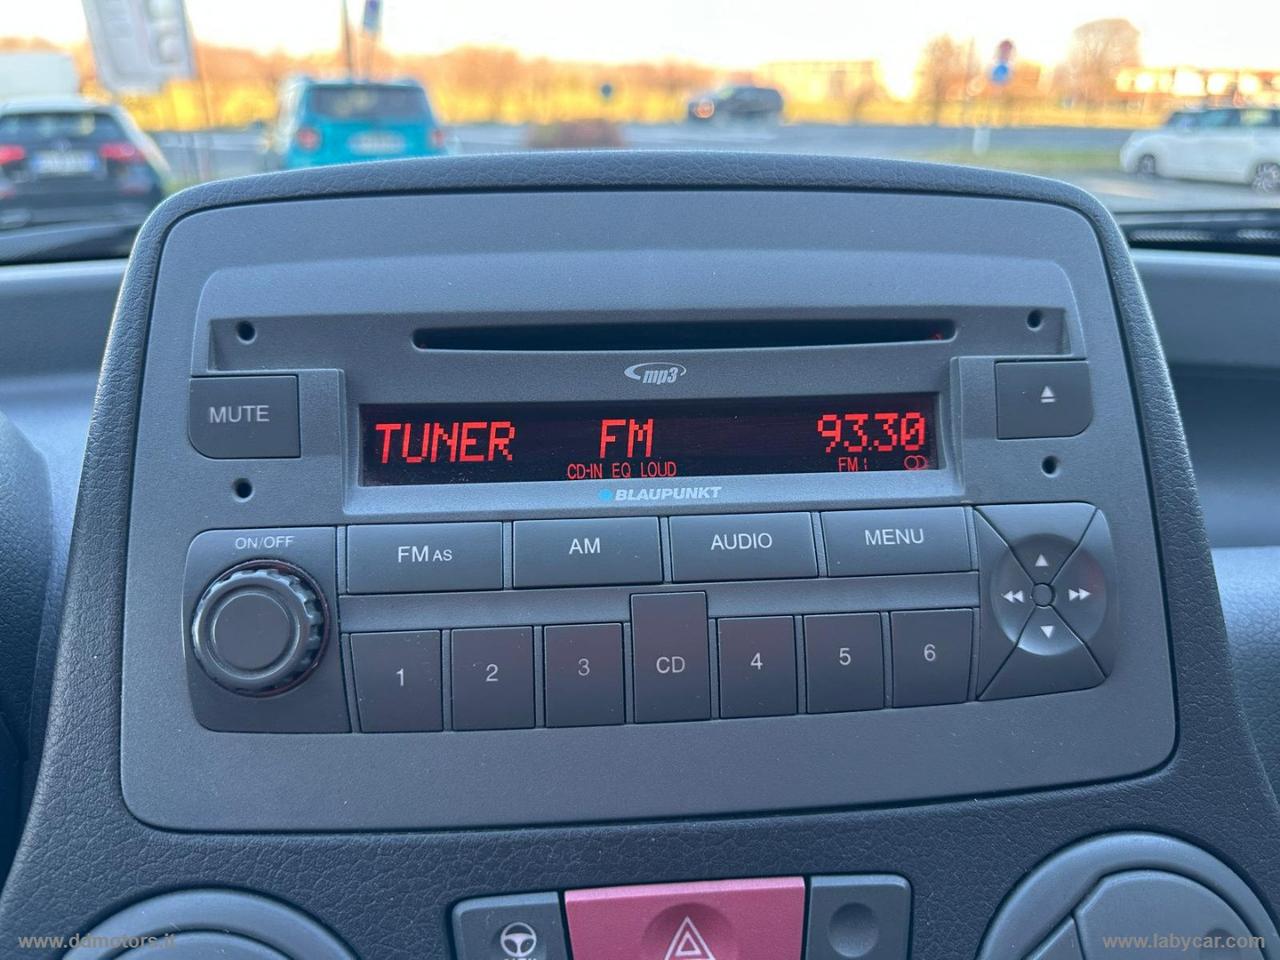 mp3
MUTE
TUNER FM 93.30
CD-IN EQ LOUD FM1
BLAUPUNKT
ON/OFF
FM AS AM AUDIO MENU
1 2 3 CD 4 5 6
www.ddmotors.it
www.labycar.com